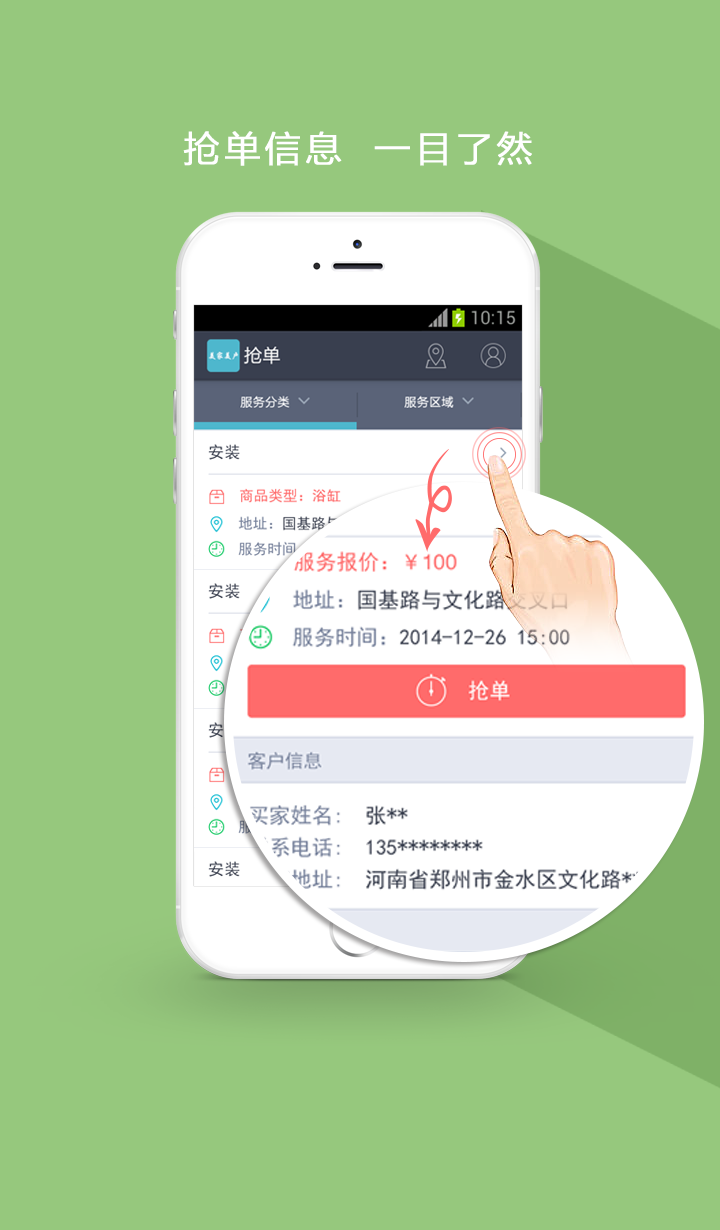 抢单信息 一目了然
10:15
美家美户 抢单
服务分类 服务区域
安装
商品类型：浴缸
地址：国基路与
服务时间
安装
安
服
安装
服务报价：￥100
地址：国基路与文化路交叉口
服务时间：2014-12-26 15:00
抢单
客户信息
买家姓名： 张**
系电话： 135********
地址： 河南省郑州市金水区文化路**